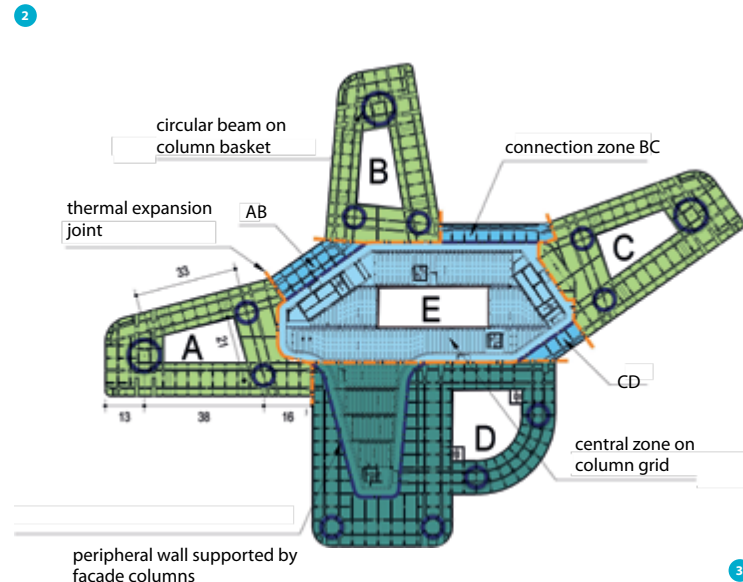 2
circular beam on
column basket
B
connection zone BC
thermal expansion
joint
AB
C
33
E
A
21
CD
13
38
16
D
central zone on
column grid
peripheral wall supported by
facade columns
3